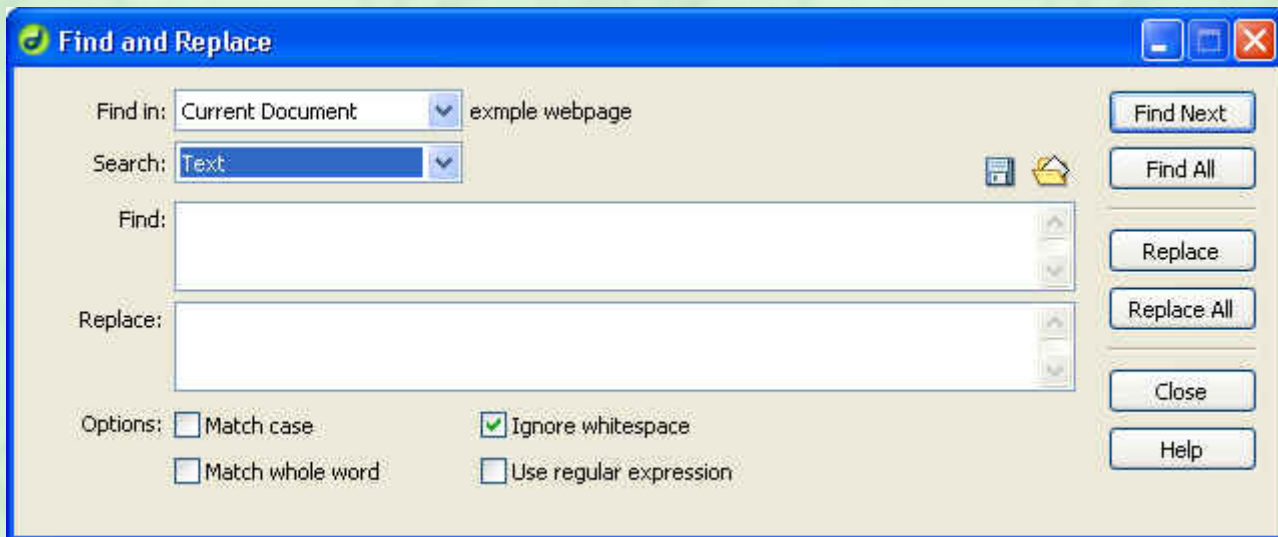 Find and Replace
Find in: Current Document exmple webpage Find Next
Search: Text Find All
Find:
Replace
Replace: Replace All
Close
Options: Match case Ignore whitespace
Help
Match whole word Use regular expression